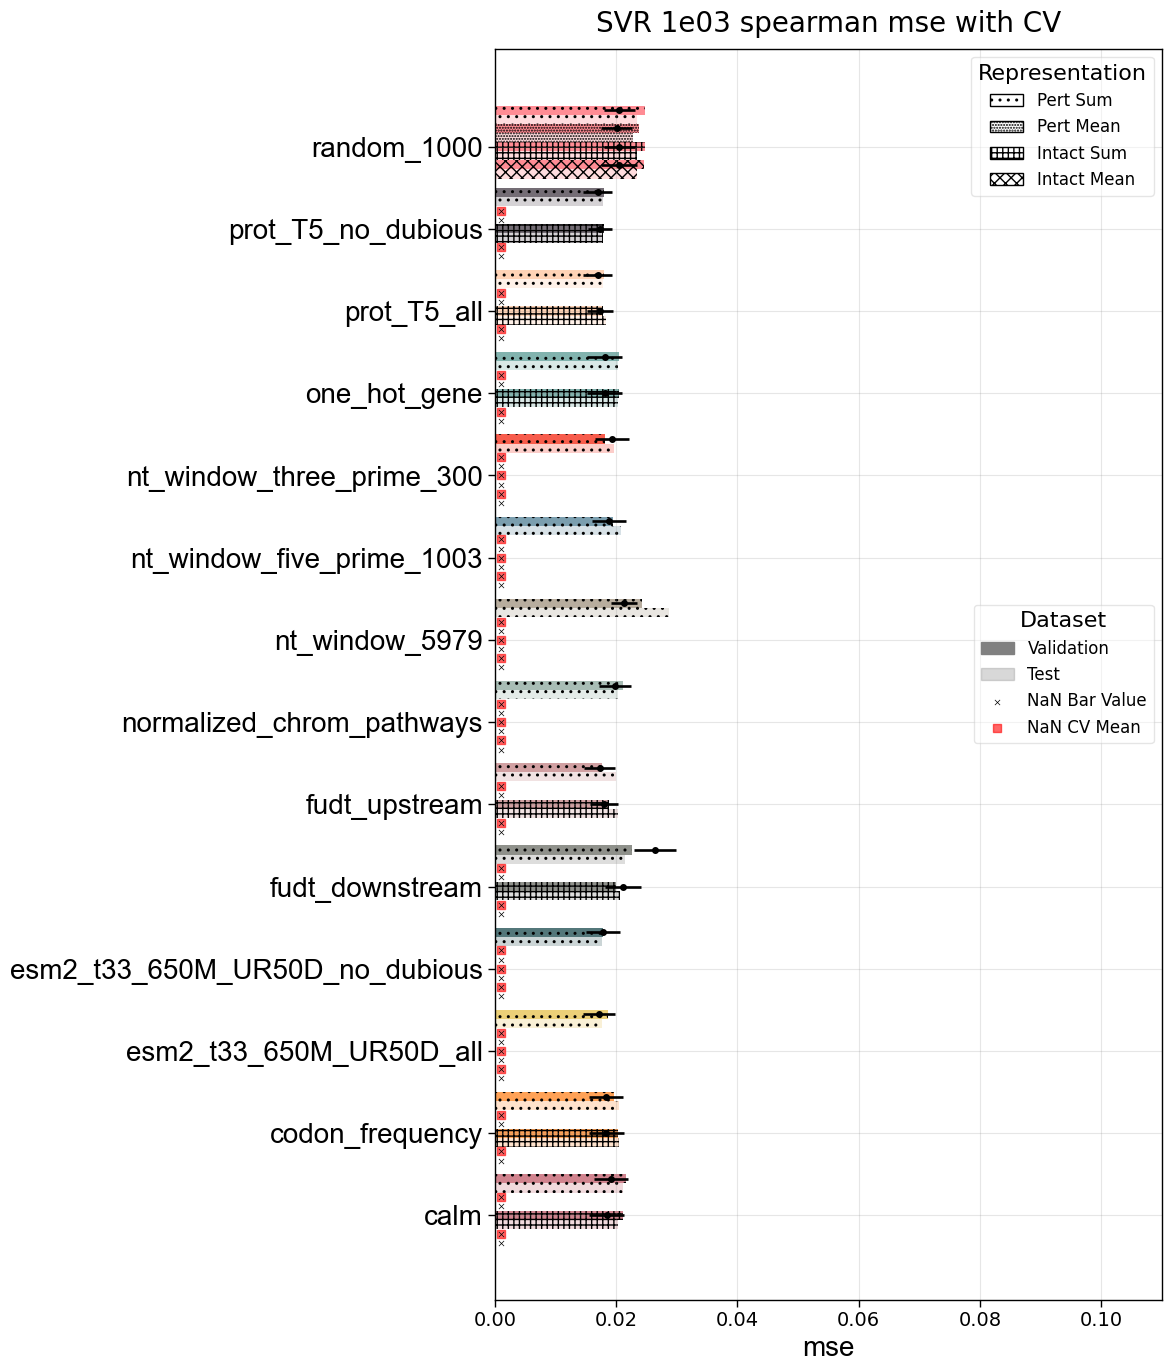 SVR 1e03 spearman mse with CV
Representation
Pert Sum
Pert Mean
Intact Sum
Intact Mean
random_1000
prot_T5_no_dubious
prot_T5_all
one_hot_gene
nt_window_three_prime_300
nt_window_five_prime_1003
nt_window_5979
normalized_chrom_pathways
fudt_upstream
fudt_downstream
esm2_t33_650M_UR50D_no_dubious
esm2_t33_650M_UR50D_all
codon_frequency
calm
Dataset
Validation
Test
NaN Bar Value
NaN CV Mean
0.00 0.02 0.04 0.06 0.08 0.10
mse